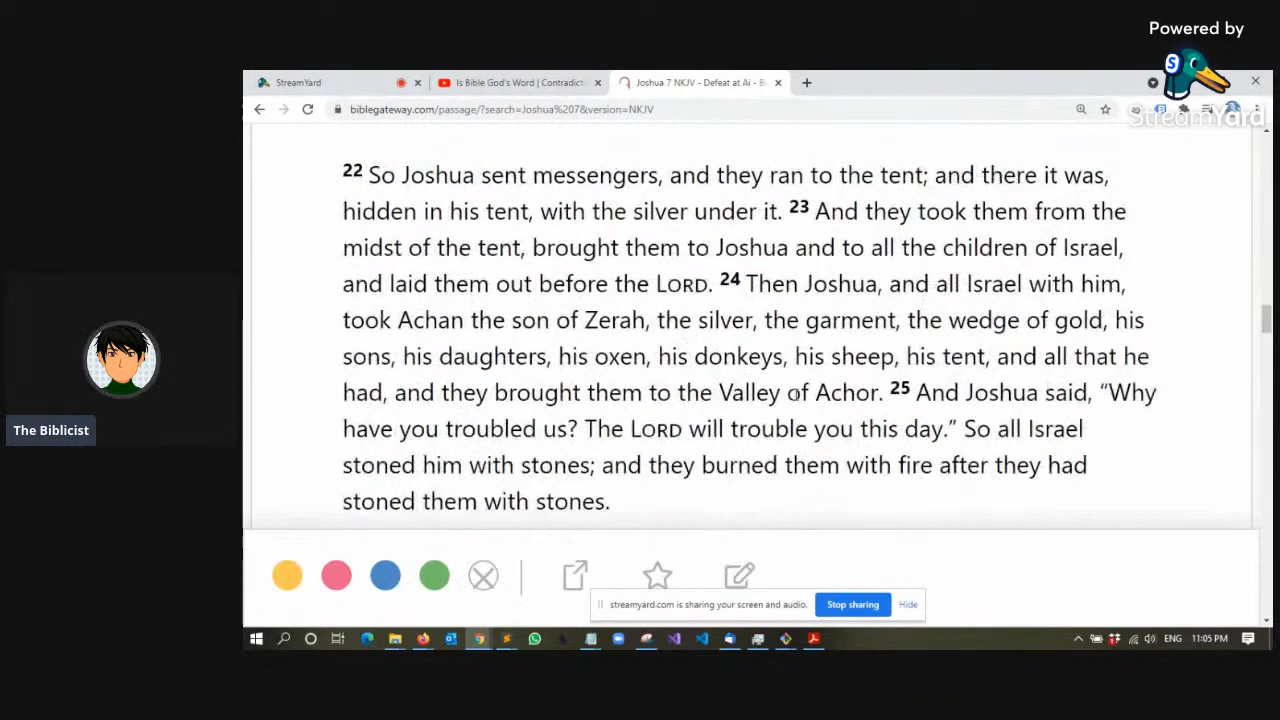 Powered by
S
StreamYard
StreamYard
Is Bible God's Word | Contradicti
Joshua 7 NKJV - Defeat at Ai - B
biblegateway.com/passage/?search=Joshua%207&version=NKJV
22 So Joshua sent messengers, and they ran to the tent; and there it was,
hidden in his tent, with the silver under it. 23 And they took them from the
midst of the tent, brought them to Joshua and to all the children of Israel,
and laid them out before the LORD. 24 Then Joshua, and all Israel with him,
took Achan the son of Zerah, the silver, the garment, the wedge of gold, his
sons, his daughters, his oxen, his donkeys, his sheep, his tent, and all that he
had, and they brought them to the Valley of Achor. 25 And Joshua said, “Why
have you troubled us? The LORD will trouble you this day.” So all Israel
stoned him with stones; and they burned them with fire after they had
stoned them with stones.
The Biblicist
streamyard.com is sharing your screen and audio.
Stop sharing
Hide
ENG
11:05 PM